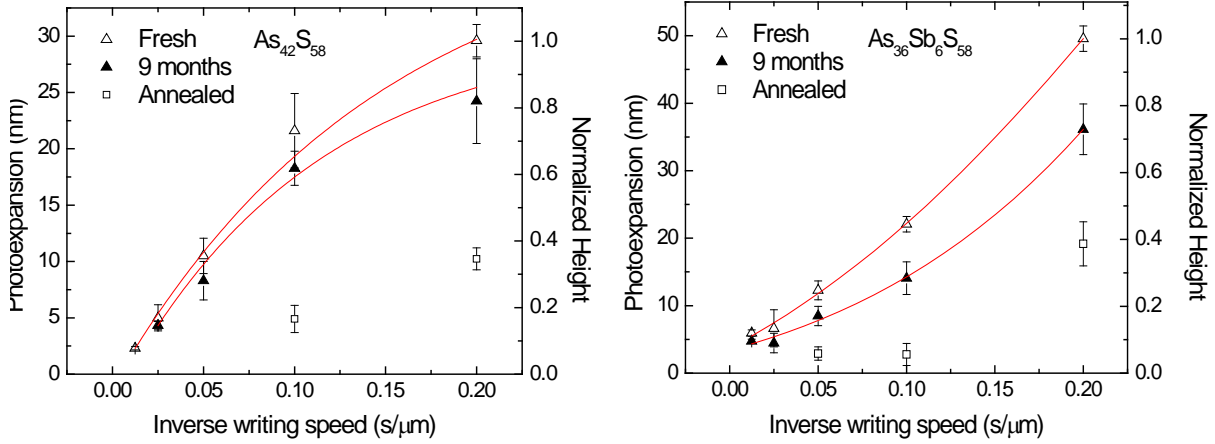 As42S58
Fresh
9 months
Annealed
Photoexpansion (nm)
30
25
20
15
10
5
0
0.00 0.05 0.10 0.15 0.20
Inverse writing speed (s/μm)
1.0
0.8
0.6
0.4
0.2
0.0
Normalized Height
As36Sb6S58
Fresh
9 months
Annealed
Photoexpansion (nm)
50
40
30
20
10
0
0.00 0.05 0.10 0.15 0.20
Inverse writing speed (s/μm)
1.0
0.8
0.6
0.4
0.2
0.0
Normalized Height